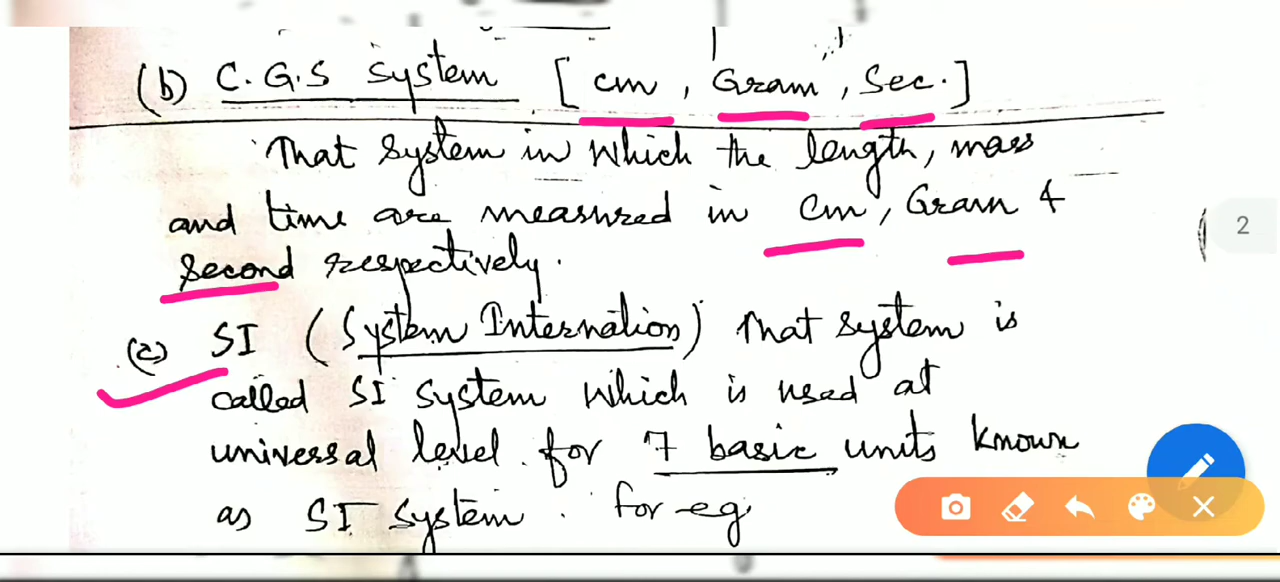 (b) C.G.S System [cm, Gram, Sec.]
That system in which the length, mass
and time are measured in cm, Gram &
Second respectively.
(c) SI (System Internation) That system is
called SI system which is used at
universal level for 7 basic units known
as SI system. for eg
2